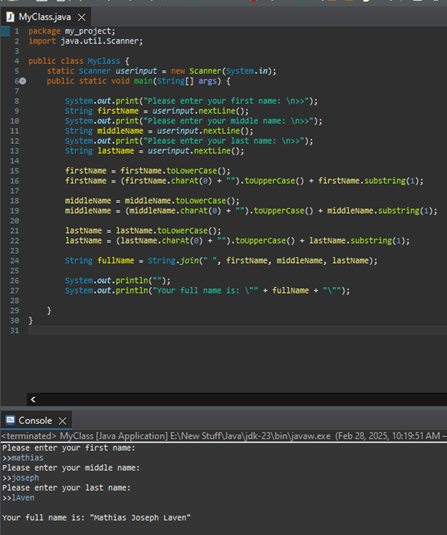 MyClass.java
1 package my_project;
2 import java.util.Scanner;
3
4 public class MyClass {
5     static Scanner userinput = new Scanner(System.in);
6     public static void main(String[] args) {
7
8         System.out.print("Please enter your first name: \n>>");
9         String firstName = userinput.nextLine();
10         System.out.print("Please enter your middle name: \n>>");
11         String middleName = userinput.nextLine();
12         System.out.print("Please enter your last name: \n>>");
13         String lastName = userinput.nextLine();
14
15         firstName = firstName.toLowerCase();
16         firstName = (firstName.charAt(0) + "").toUpperCase() + firstName.substring(1);
17
18         middleName = middleName.toLowerCase();
19         middleName = (middleName.charAt(0) + "").toUpperCase() + middleName.substring(1);
20
21         lastName = lastName.toLowerCase();
22         lastName = (lastName.charAt(0) + "").toUpperCase() + lastName.substring(1);
23
24         String fullName = String.join(" ", firstName, middleName, lastName);
25
26         System.out.println("");
27         System.out.println("Your full name is: \"" + fullName + "\"");
28
29     }
30 }
31
Console
<terminated> MyClass [Java Application] E:\New Stuff\Java\jdk-23\bin\javaw.exe (Feb 28, 2025, 10:19:51 AM –
Please enter your first name:
>>mathias
Please enter your middle name:
>>joseph
Please enter your last name:
>>lAven

Your full name is: "Mathias Joseph Laven"